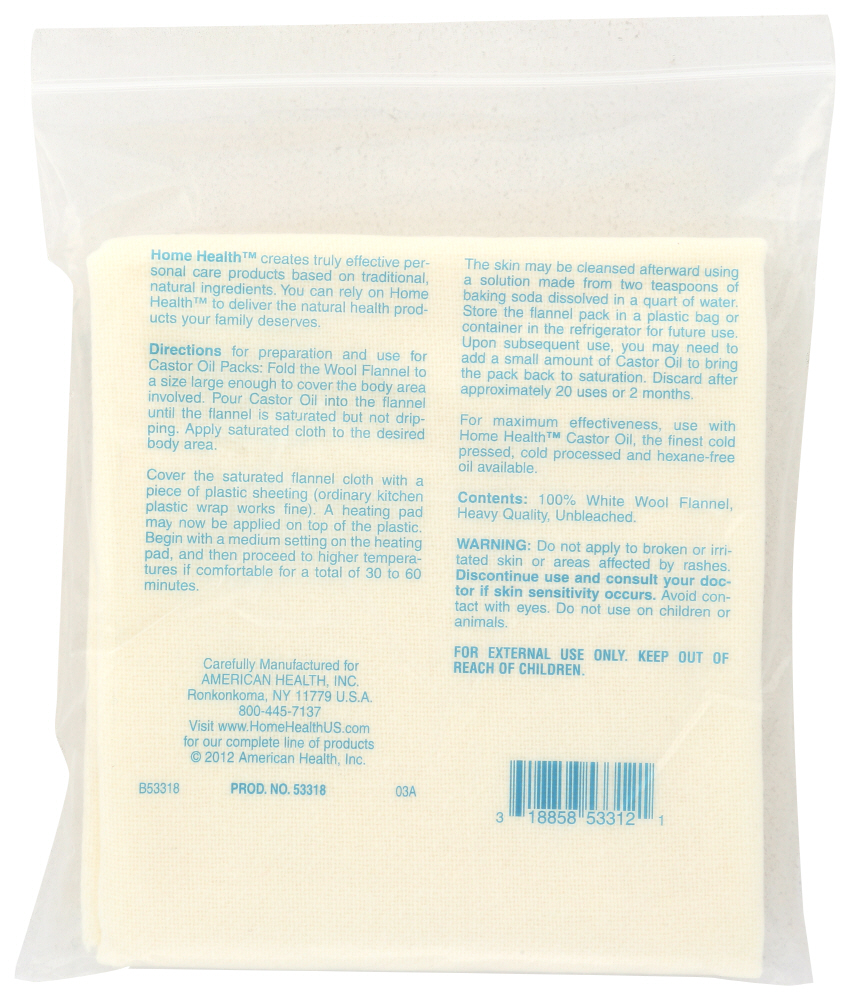 Home Health™ creates truly effective per-
sonal care products based on traditional,
natural ingredients. You can rely on Home
Health™ to deliver the natural health prod-
ucts your family deserves.
Directions for preparation and use for
Castor Oil Packs: Fold the Wool Flannel to
a size large enough to cover the body area
involved. Pour Castor Oil into the flannel
until the flannel is saturated but not drip-
ping. Apply saturated cloth to the desired
body area.
Cover the saturated flannel cloth with a
piece of plastic sheeting (ordinary kitchen
plastic wrap works fine). A heating pad
may now be applied on top of the plastic.
Begin with a medium setting on the heating
pad, and then proceed to higher tempera-
tures if comfortable for a total of 30 to 60
minutes.
The skin may be cleansed afterward using
a solution made from two teaspoons of
baking soda dissolved in a quart of water.
Store the flannel pack in a plastic bag or
container in the refrigerator for future use.
Upon subsequent use, you may need to
add a small amount of Castor Oil to bring
the pack back to saturation. Discard after
approximately 20 uses or 2 months.
For maximum effectiveness, use with
Home Health™ Castor Oil, the finest cold
pressed, cold processed and hexane-free
oil available.
Contents: 100% White Wool Flannel,
Heavy Quality, Unbleached.
WARNING: Do not apply to broken or irri-
tated skin or areas affected by rashes.
Discontinue use and consult your doc-
tor if skin sensitivity occurs. Avoid con-
tact with eyes. Do not use on children or
animals.
FOR EXTERNAL USE ONLY. KEEP OUT OF
REACH OF CHILDREN.
Carefully Manufactured for
AMERICAN HEALTH, INC.
Ronkonkoma, NY 11779 U.S.A.
800-445-7137
Visit www.HomeHealthUS.com
for our complete line of products
© 2012 American Health, Inc.
B53318 PROD. NO. 53318 03A
3 18858 53312 1